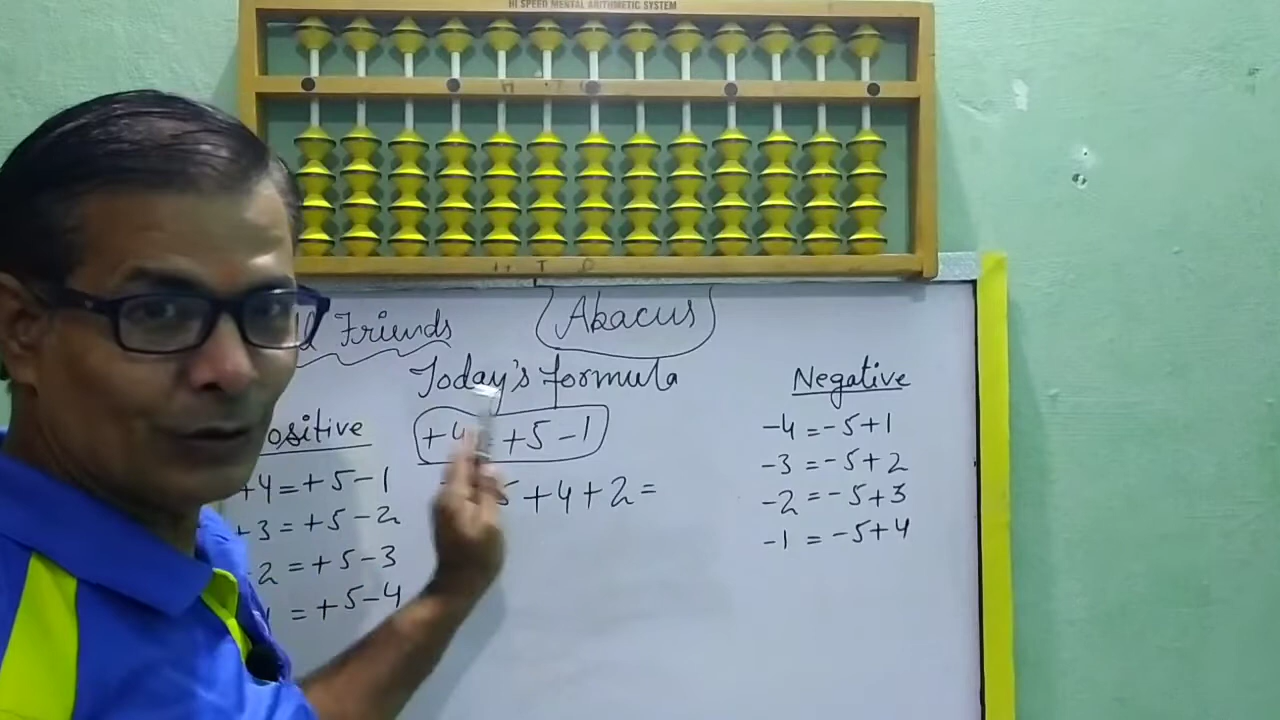 HI SPEED MENTAL ARITHMETIC SYSTEM
H T O
H T O
Friends
Abacus
Today's formula
+4 = +5-1
5+4+2=
ositive
+4=+5-1
+3=+5-2
2=+5-3
1=+5-4
Negative
-4=-5+1
-3=-5+2
-2=-5+3
-1=-5+4